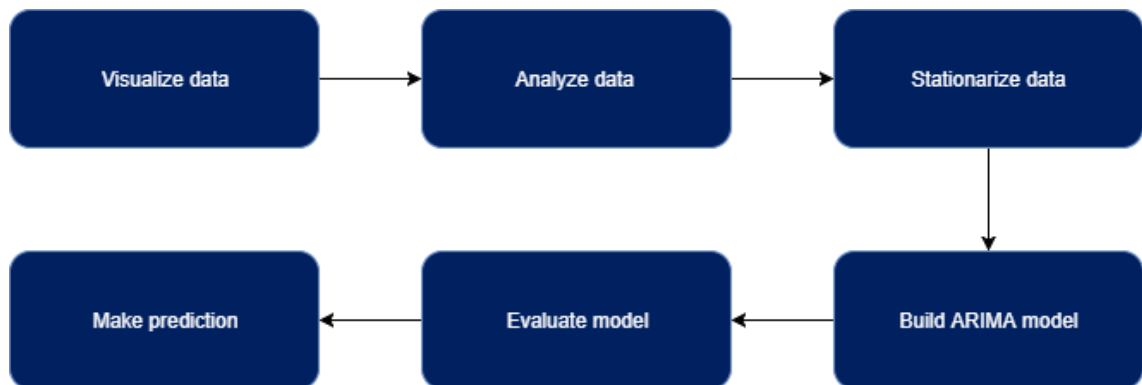 Visualize data
Analyze data
Stationarize data
Build ARIMA model
Evaluate model
Make prediction